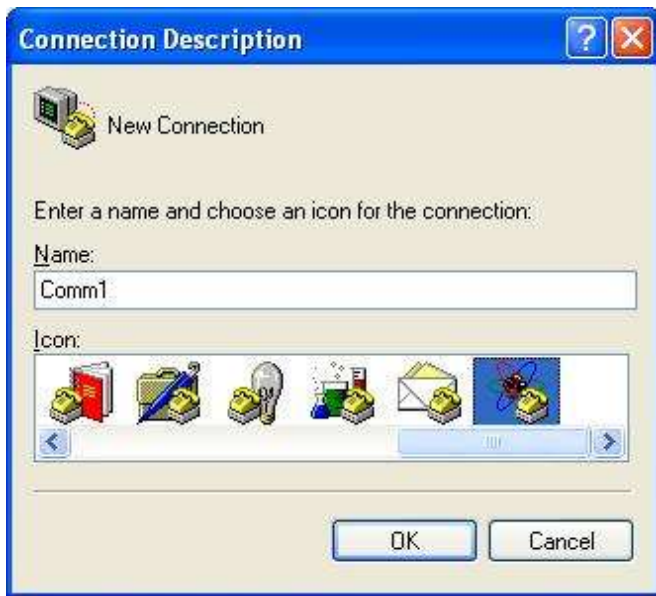 Connection Description
New Connection
Enter a name and choose an icon for the connection:
Name:
Comm1
Icon:
OK Cancel